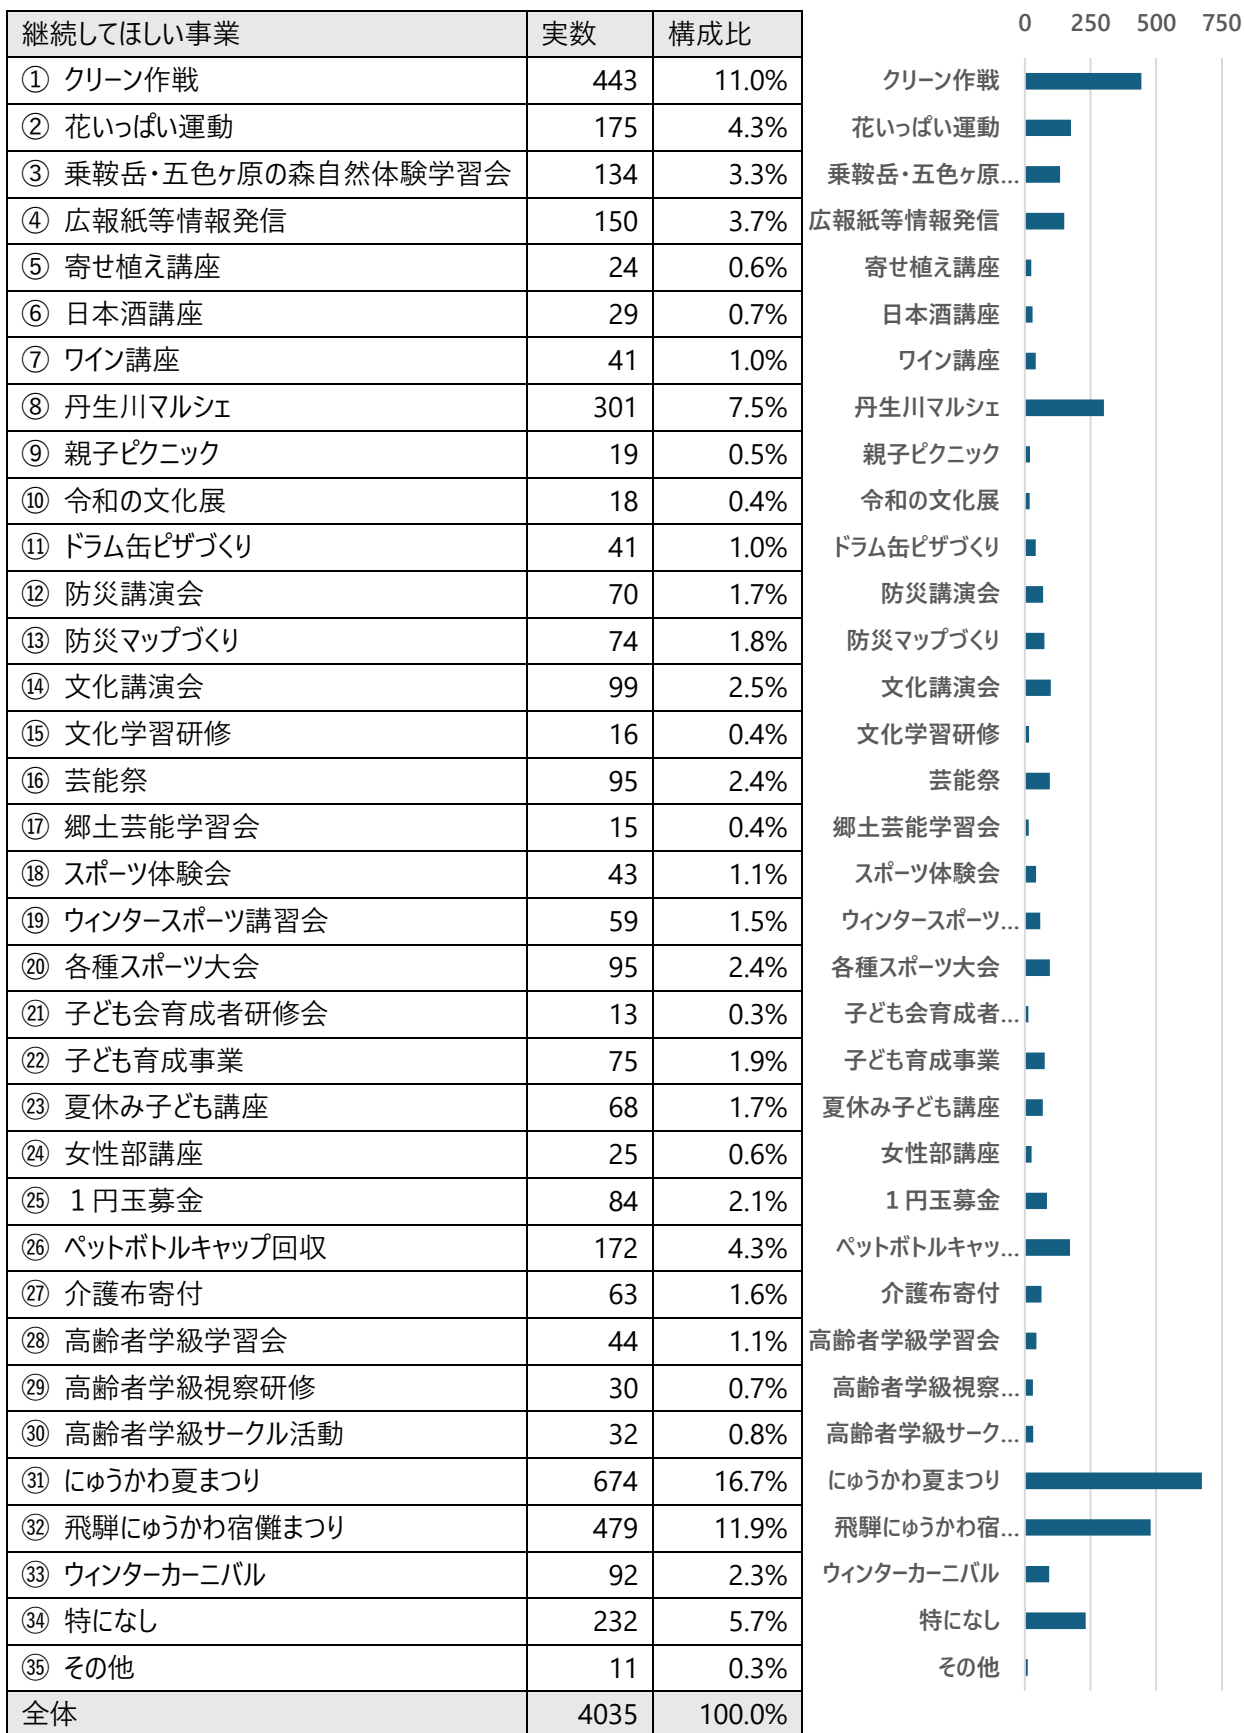 継続してほしい事業 実数 構成比
① クリーン作戦 443 11.0%
② 花いっぱい運動 175 4.3%
③ 乗鞍岳・五色ヶ原の森自然体験学習会 134 3.3%
④ 広報紙等情報発信 150 3.7%
⑤ 寄せ植え講座 24 0.6%
⑥ 日本酒講座 29 0.7%
⑦ ワイン講座 41 1.0%
⑧ 丹生川マルシェ 301 7.5%
⑨ 親子ピクニック 19 0.5%
⑩ 令和の文化展 18 0.4%
⑪ ドラム缶ピザづくり 41 1.0%
⑫ 防災講演会 70 1.7%
⑬ 防災マップづくり 74 1.8%
⑭ 文化講演会 99 2.5%
⑮ 文化学習研修 16 0.4%
⑯ 芸能祭 95 2.4%
⑰ 郷土芸能学習会 15 0.4%
⑱ スポーツ体験会 43 1.1%
⑲ ウィンタースポーツ講習会 59 1.5%
⑳ 各種スポーツ大会 95 2.4%
㉑ 子ども会育成者研修会 13 0.3%
㉒ 子ども育成事業 75 1.9%
㉓ 夏休み子ども講座 68 1.7%
㉔ 女性部講座 25 0.6%
㉕ １円玉募金 84 2.1%
㉖ ペットボトルキャップ回収 172 4.3%
㉗ 介護布寄付 63 1.6%
㉘ 高齢者学級学習会 44 1.1%
㉙ 高齢者学級視察研修 30 0.7%
㉚ 高齢者学級サークル活動 32 0.8%
㉛ にゅうかわ夏まつり 674 16.7%
㉜ 飛騨にゅうかわ宿儺まつり 479 11.9%
㉝ ウィンターカーニバル 92 2.3%
㉞ 特になし 232 5.7%
㉟ その他 11 0.3%
全体 4035 100.0%
0 250 500 750
クリーン作戦
花いっぱい運動
乗鞍岳・五色ヶ原…
広報紙等情報発信
寄せ植え講座
日本酒講座
ワイン講座
丹生川マルシェ
親子ピクニック
令和の文化展
ドラム缶ピザづくり
防災講演会
防災マップづくり
文化講演会
文化学習研修
芸能祭
郷土芸能学習会
スポーツ体験会
ウィンタースポーツ…
各種スポーツ大会
子ども会育成者…
子ども育成事業
夏休み子ども講座
女性部講座
１円玉募金
ペットボトルキャッ…
介護布寄付
高齢者学級学習会
高齢者学級視察…
高齢者学級サーク…
にゅうかわ夏まつり
飛騨にゅうかわ宿…
ウィンターカーニバル
特になし
その他